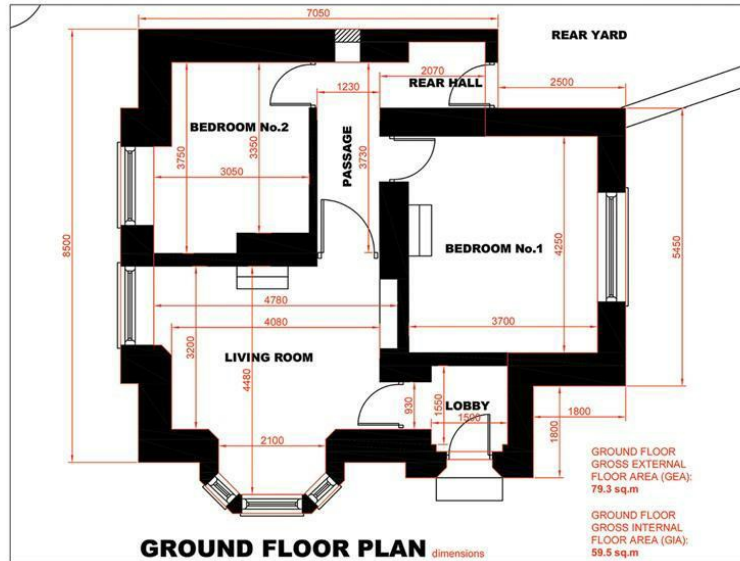 7050
REAR YARD
2070
REAR HALL
2500
1230
BEDROOM No.2
3750
3350
3050
PASSAGE
3730
8500
BEDROOM No.1
4250
5450
4780
4080
3700
3200
LIVING ROOM
4480
930
1550
LOBBY
1500
1800
1800
2100
GROUND FLOOR
GROSS EXTERNAL
FLOOR AREA (GEA):
79.3 sq.m
GROUND FLOOR
GROSS INTERNAL
FLOOR AREA (GIA):
59.5 sq.m
GROUND FLOOR PLAN dimensions